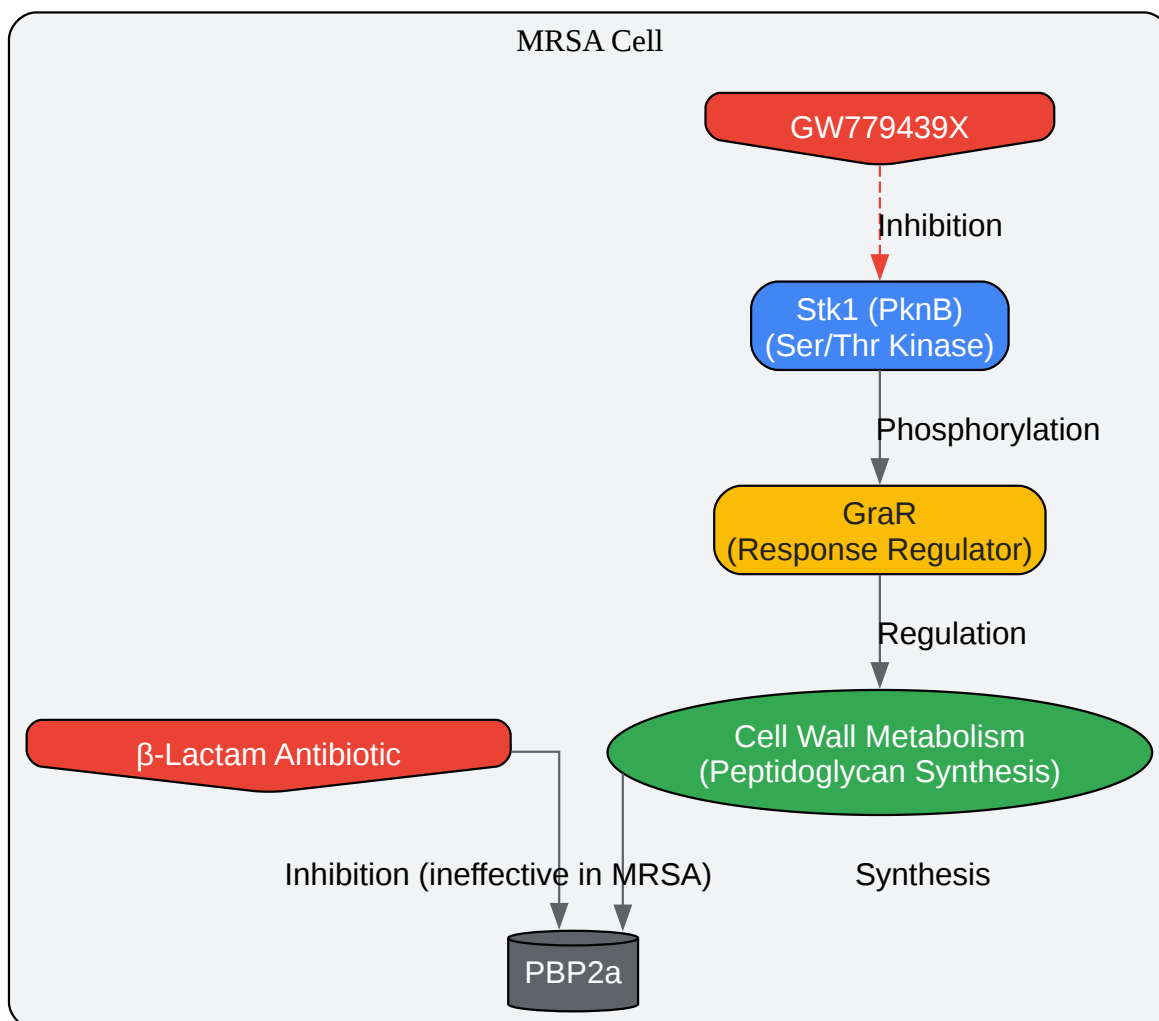 MRSA Cell
GW779439X
Inhibition
Stk1 (PknB)
(Ser/Thr Kinase)
Phosphorylation
GraR
(Response Regulator)
Regulation
Cell Wall Metabolism
(Peptidoglycan Synthesis)
β-Lactam Antibiotic
Inhibition (ineffective in MRSA)
Synthesis
PBP2a